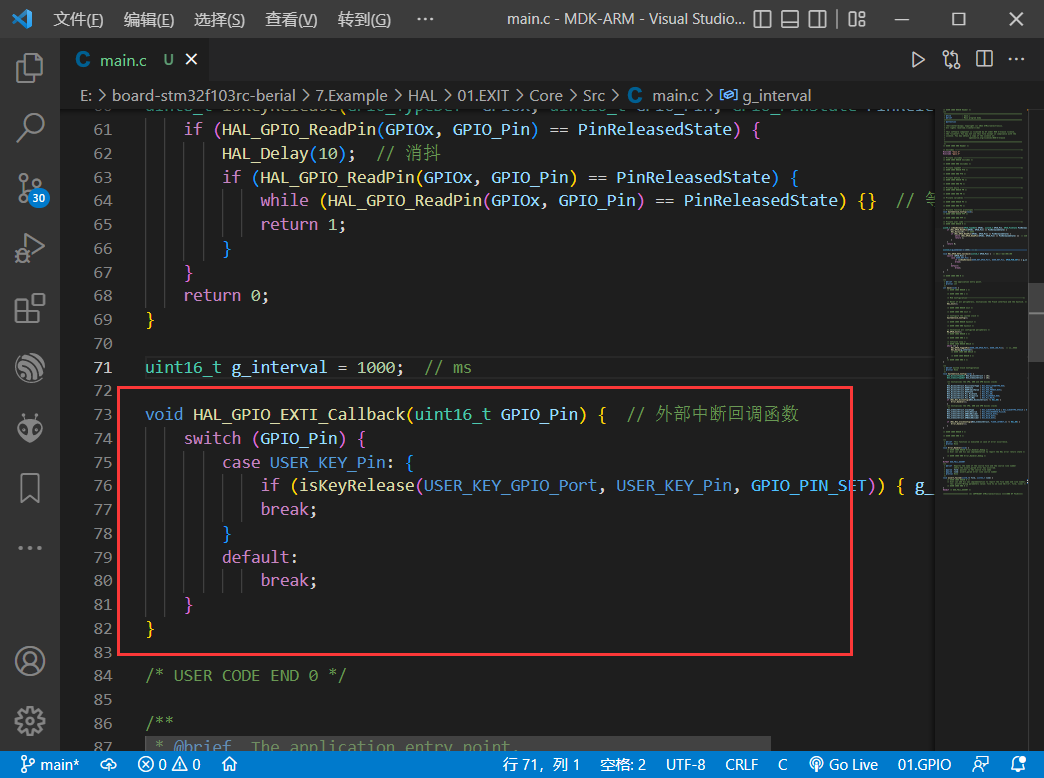 文件(F) 编辑(E) 选择(S) 查看(V) 转到(G) ··· main.c - MDK-ARM - Visual Studio...
main.c U
E: > board-stm32f103rc-berial > 7.Example > HAL > 01.EXIT > Core > Src > C main.c > g_interval
61 if (HAL_GPIO_ReadPin(GPIOx, GPIO_Pin) == PinReleasedState) {
62 HAL_Delay(10); // 消抖
63 if (HAL_GPIO_ReadPin(GPIOx, GPIO_Pin) == PinReleasedState) {
64 while (HAL_GPIO_ReadPin(GPIOx, GPIO_Pin) == PinReleasedState) {} //
65 return 1;
66 }
67 }
68 return 0;
69 }
70
71 uint16_t g_interval = 1000; // ms
72
73 void HAL_GPIO_EXTI_Callback(uint16_t GPIO_Pin) { // 外部中断回调函数
74 switch (GPIO_Pin) {
75 case USER_KEY_Pin: {
76 if (isKeyRelease(USER_KEY_GPIO_Port, USER_KEY_Pin, GPIO_PIN_SET)) { g_
77 break;
78 }
79 default:
80 break;
81 }
82 }
83
84 /* USER CODE END 0 */
85
86 /**
87 * @brief The application entry point.
30
main* 0 0 行 71，列 1 空格: 2 UTF-8 CRLF C Go Live 01.GPIO